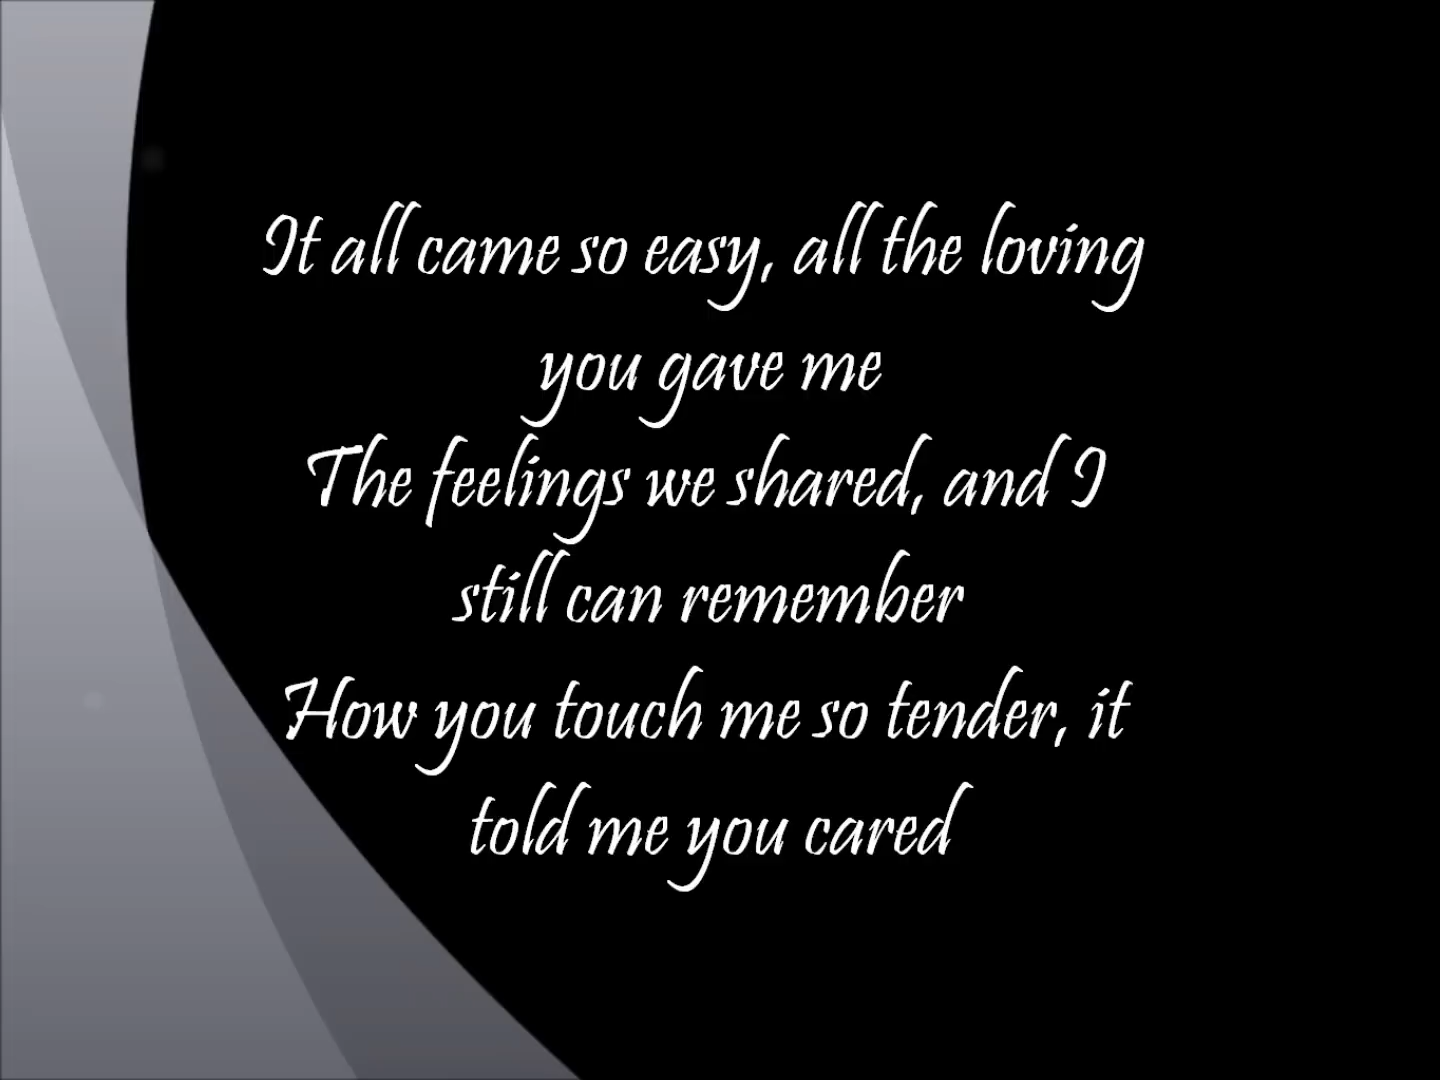 It all came so easy, all the loving
you gave me
The feelings we shared, and I
still can remember
How you touch me so tender, it
told me you cared